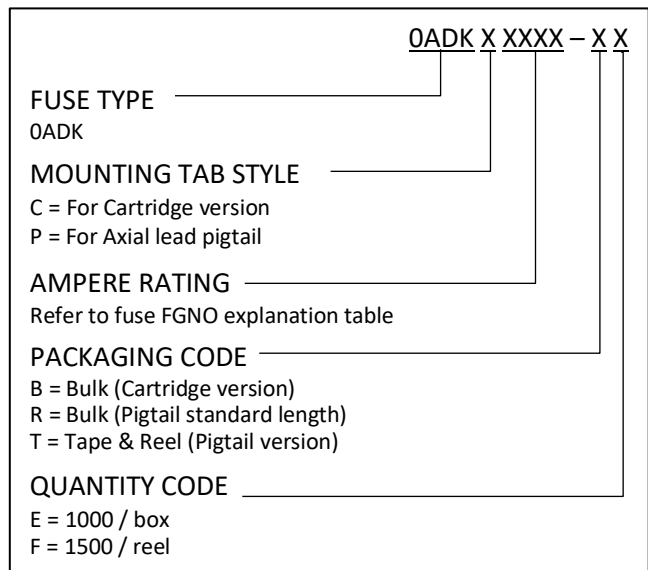 0ADK X XXXX – X X
FUSE TYPE
0ADK
MOUNTING TAB STYLE
C = For Cartridge version
P = For Axial lead pigtail
AMPERE RATING
Refer to fuse FGNO explanation table
PACKAGING CODE
B = Bulk (Cartridge version)
R = Bulk (Pigtail standard length)
T = Tape & Reel (Pigtail version)
QUANTITY CODE
E = 1000 / box
F = 1500 / reel